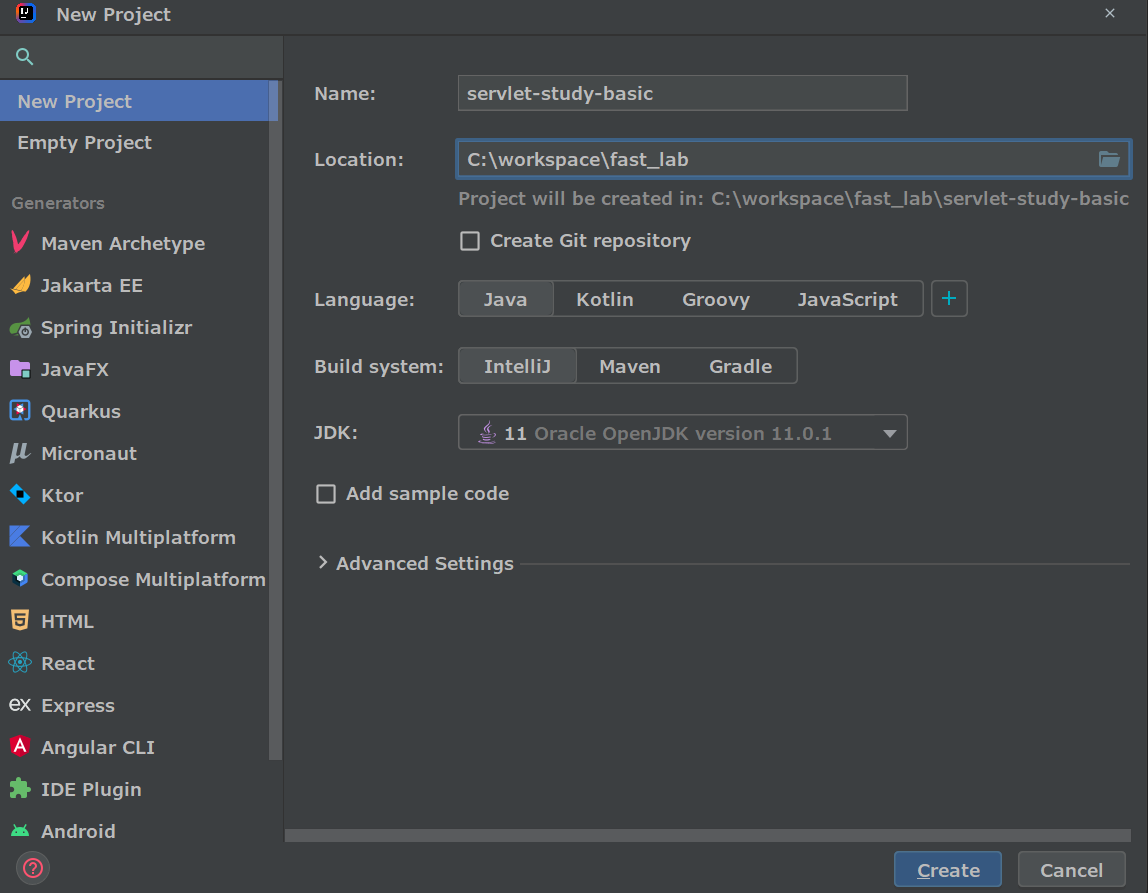 New Project
New Project
Empty Project
Generators
Maven Archetype
Jakarta EE
Spring Initializr
JavaFX
Quarkus
Micronaut
Ktor
Kotlin Multiplatform
Compose Multiplatform
HTML
React
ex Express
Angular CLI
IDE Plugin
Android
?
Name: servlet-study-basic
Location: C:\workspace\fast_lab
Project will be created in: C:\workspace\fast_lab\servlet-study-basic
Create Git repository
Language: Java Kotlin Groovy JavaScript +
Build system: IntelliJ Maven Gradle
JDK: 11 Oracle OpenJDK version 11.0.1
Add sample code
Advanced Settings
Create Cancel